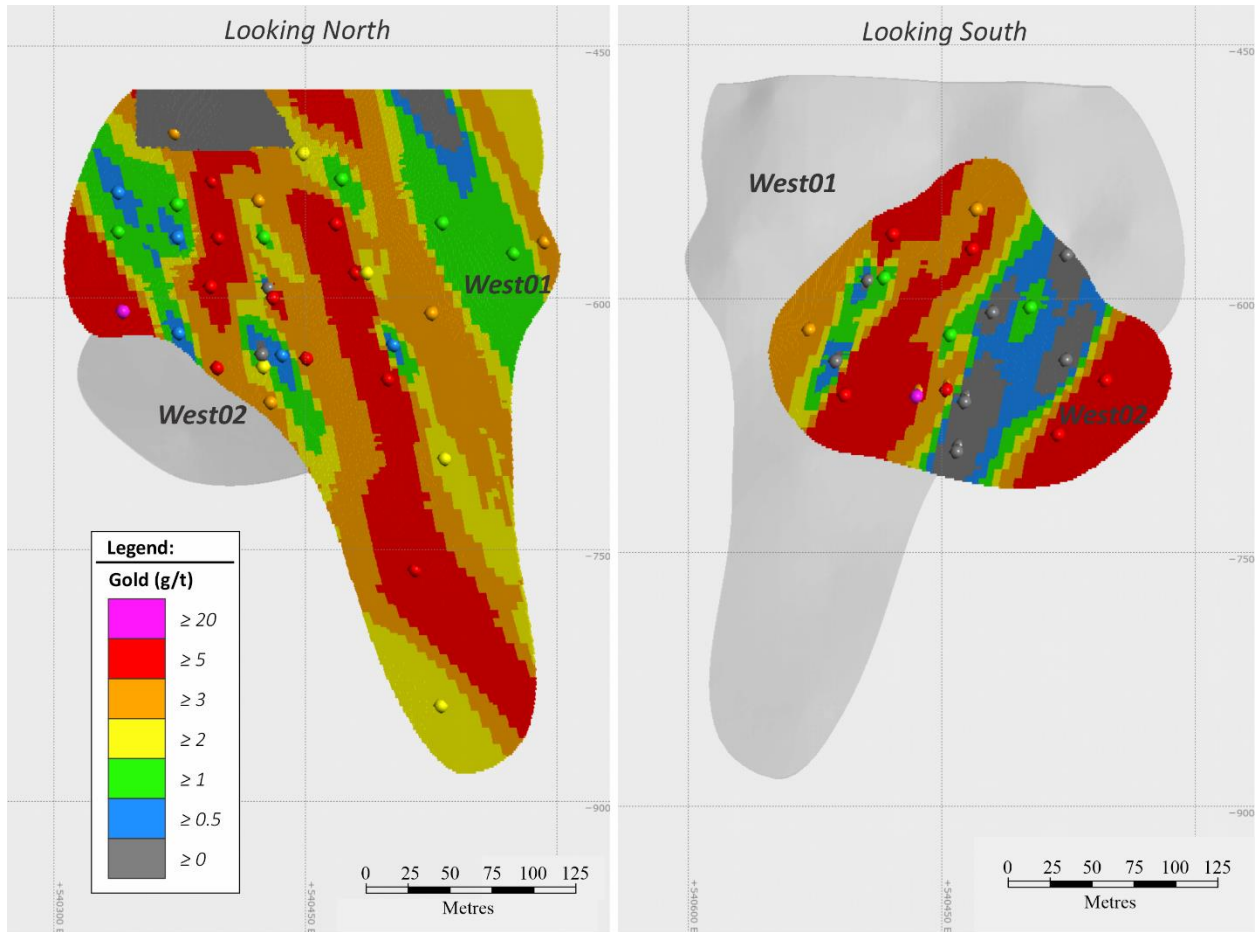 Looking North
-450
West01
-600
West02
-750
Legend:
Gold (g/t)
≥ 20
≥ 5
≥ 3
≥ 2
≥ 1
≥ 0.5
≥ 0
-900
0 25 50 75 100 125
Metres
+540300 E
+540450 E
Looking South
-450
West01
-600
West02
-750
-900
0 25 50 75 100 125
Metres
+540600 E
+540450 E